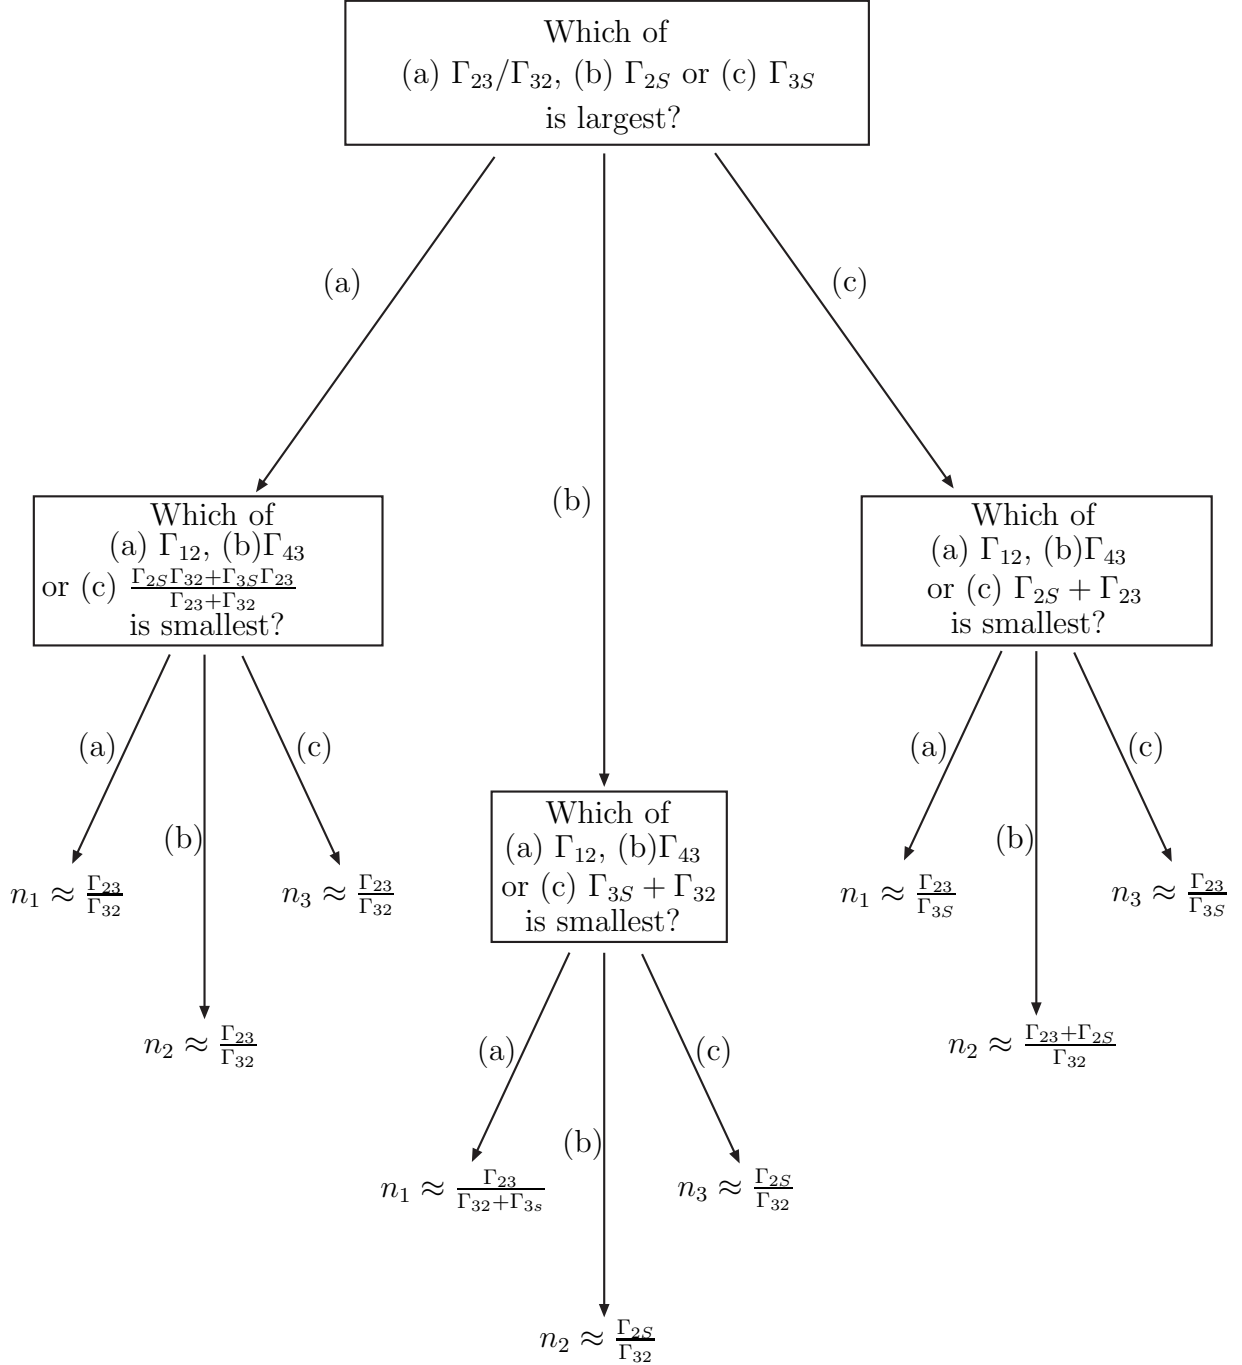 Which of
(a) Γ₂₃/Γ₃₂, (b) Γ₂S or (c) Γ₃S
is largest?
(a)
(c)
(b)
Which of
(a) Γ₁₂, (b)Γ₄₃
or (c) (Γ₂SΓ₃₂+Γ₃SΓ₂₃)/(Γ₂₃+Γ₃₂)
is smallest?
Which of
(a) Γ₁₂, (b)Γ₄₃
or (c) Γ₂S + Γ₂₃
is smallest?
(a)
(c)
(b)
n₁ ≈ Γ₂₃/Γ₃₂
n₃ ≈ Γ₂₃/Γ₃₂
n₂ ≈ Γ₂₃/Γ₃₂
Which of
(a) Γ₁₂, (b)Γ₄₃
or (c) Γ₃S + Γ₃₂
is smallest?
(a)
(c)
(b)
n₁ ≈ Γ₂₃/(Γ₃₂+Γ₃s)
n₃ ≈ Γ₂S/Γ₃₂
n₂ ≈ Γ₂S/Γ₃₂
(a)
(c)
(b)
n₁ ≈ Γ₂₃/Γ₃S
n₃ ≈ Γ₂₃/Γ₃S
n₂ ≈ (Γ₂₃+Γ₂S)/Γ₃₂